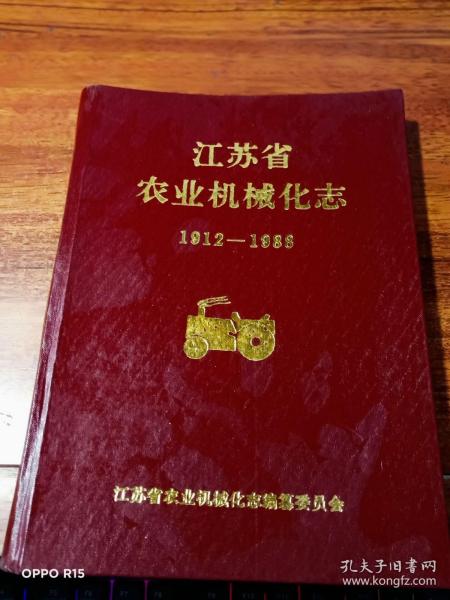 江苏省
农业机械化志
1912—1988
江苏省农业机械化志编纂委员会
OPPO R15
孔夫子旧书网
www.kongfz.com